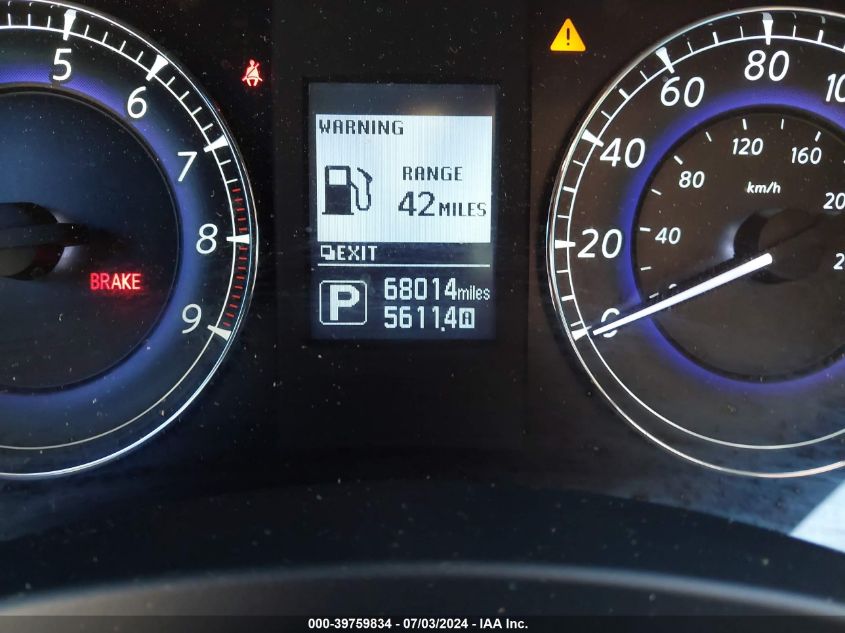 5
6
7
8
9
BRAKE
WARNING
RANGE
42 MILES
EXIT
P
68014 miles
5611.4 A
0
20
40
60
80
40
80
120
160
km/h
000-39759834 - 07/03/2024 - IAA Inc.